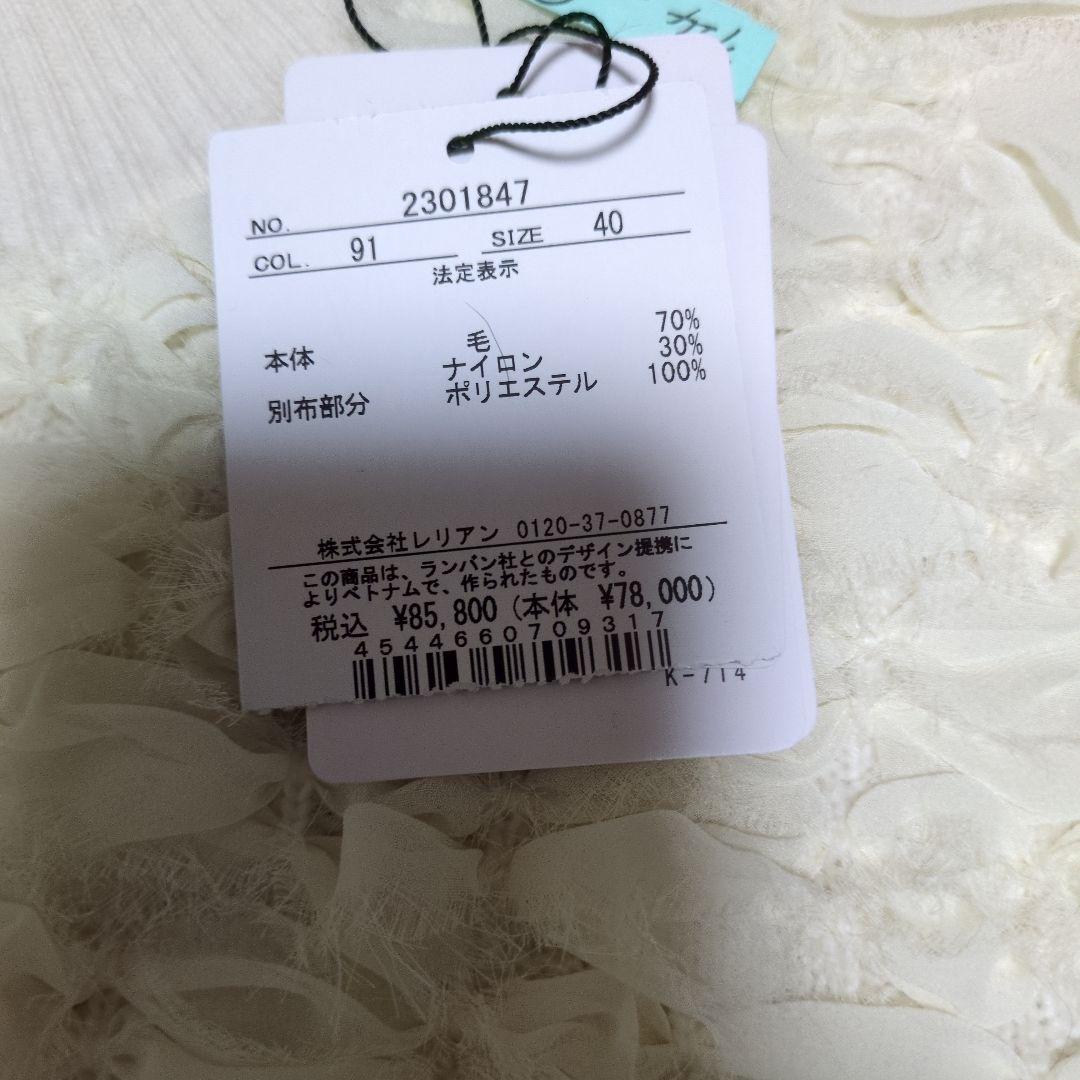 NO. 2301847
COL. 91 SIZE 40
法定表示
本体 毛 70%
ナイロン 30%
別布部分 ポリエステル 100%
株式会社レリアン 0120-37-0877
この商品は、ランバン社とのデザイン提携に
よりベトナムで、作られたものです。
税込 ¥85,800(本体 ¥78,000)
4544660709317
K-714